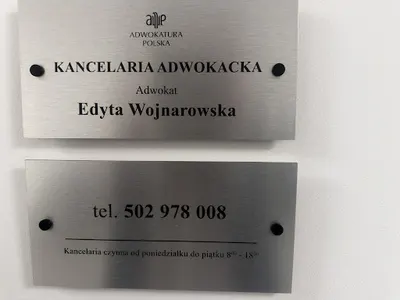 ADWOKATURA
POLSKA
KANCELARIA ADWOKACKA
Adwokat
Edyta Wojnarowska
tel. 502 978 008
Kancelaria czynna od poniedziałku do piątku 8⁰⁰ - 18⁰⁰